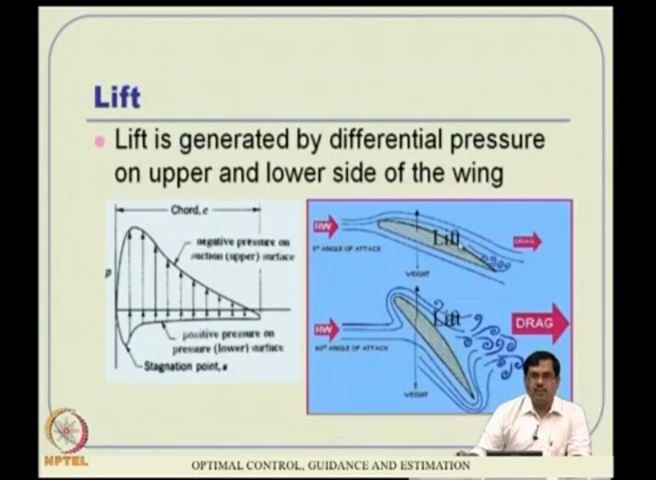 Lift
Lift is generated by differential pressure
on upper and lower side of the wing
Chord, c
negative pressure on
suction (upper) surface
p
positive pressure on
pressure (lower) surface
Stagnation point, s
RW
Lift
DRAG
5° ANGLE OF ATTACK
WEIGHT
RW
Lift
DRAG
ANGLE OF ATTACK
WEIGHT
NPTEL
OPTIMAL CONTROL, GUIDANCE AND ESTIMATION